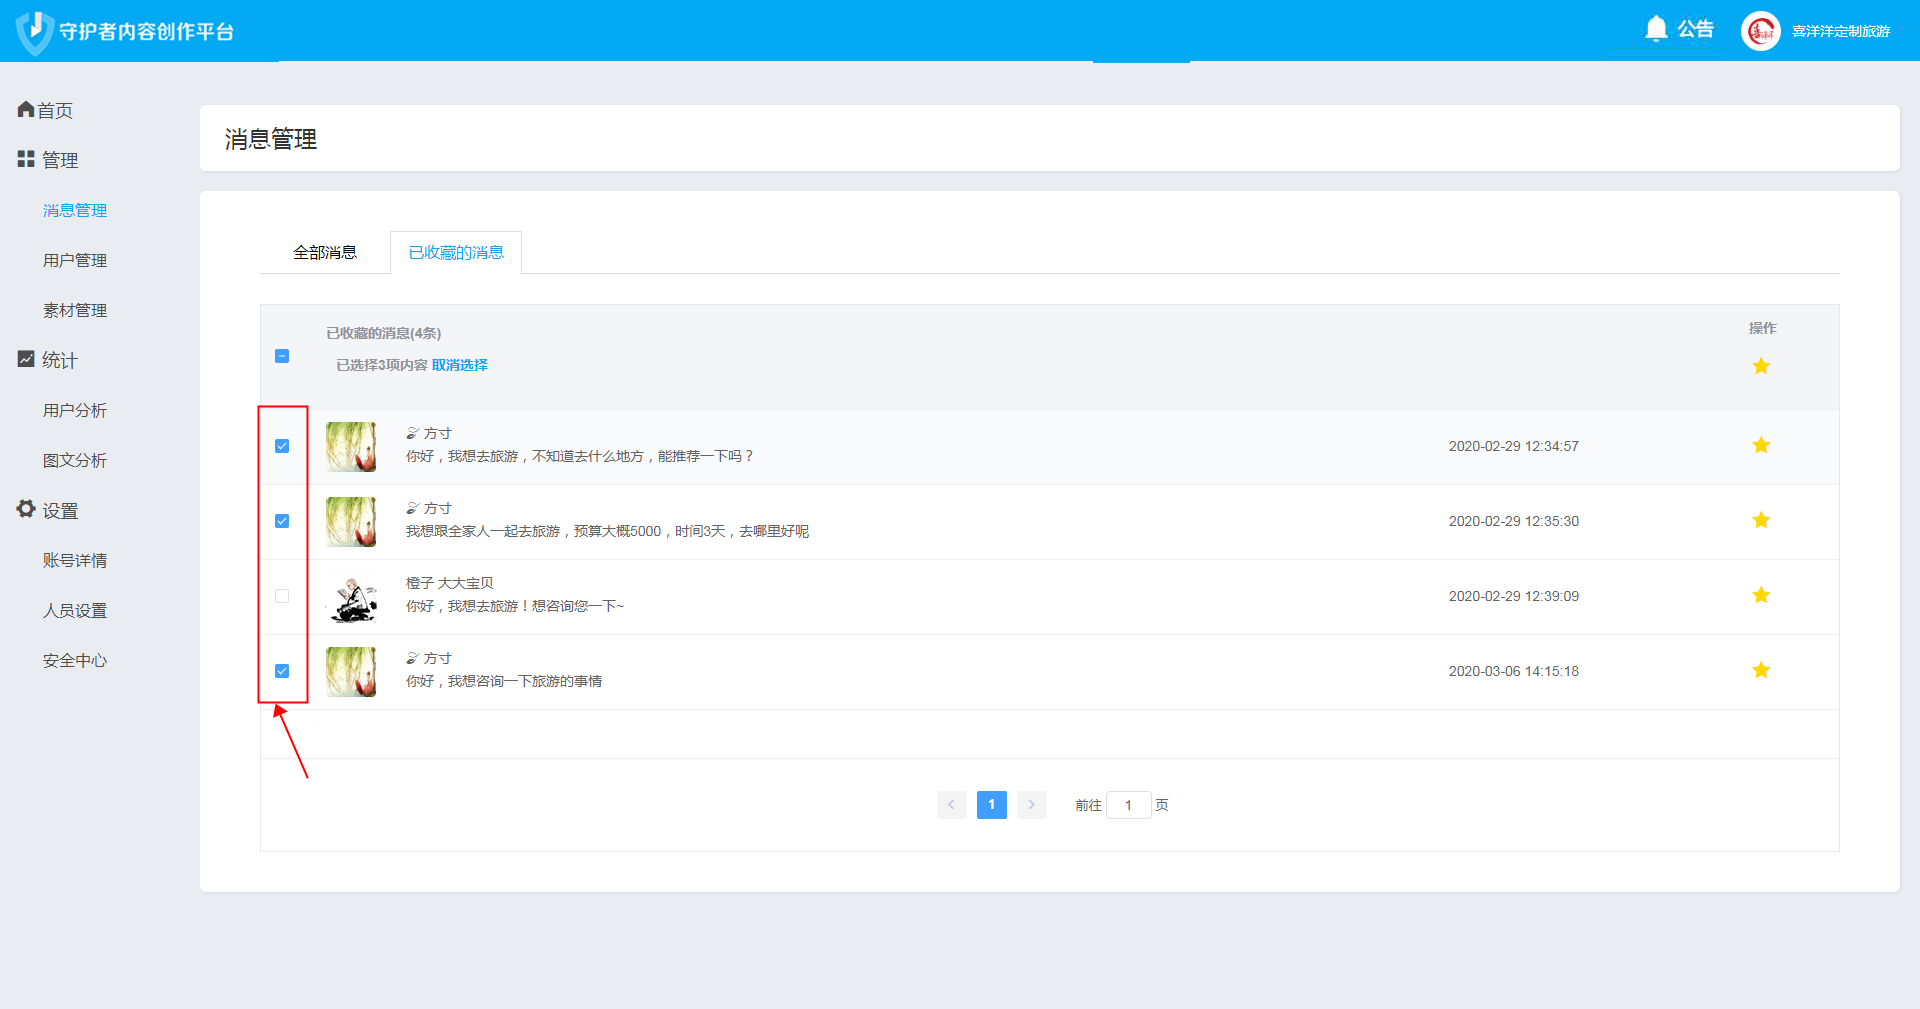 守护者内容创作平台
公告
喜洋洋定制旅游
首页
管理
消息管理
用户管理
素材管理
统计
用户分析
图文分析
设置
账号详情
人员设置
安全中心
消息管理
全部消息
已收藏的消息
已收藏的消息(4条)
操作
已选择3项内容 取消选择
方寸
你好，我想去旅游，不知道去什么地方，能推荐一下吗？
2020-02-29 12:34:57
方寸
我想跟全家人一起去旅游，预算大概5000，时间3天，去哪里好呢
2020-02-29 12:35:30
橙子 大大宝贝
你好，我想去旅游！想咨询您一下~
2020-02-29 12:39:09
方寸
你好，我想咨询一下旅游的事情
2020-03-06 14:15:18
1
前往 1 页